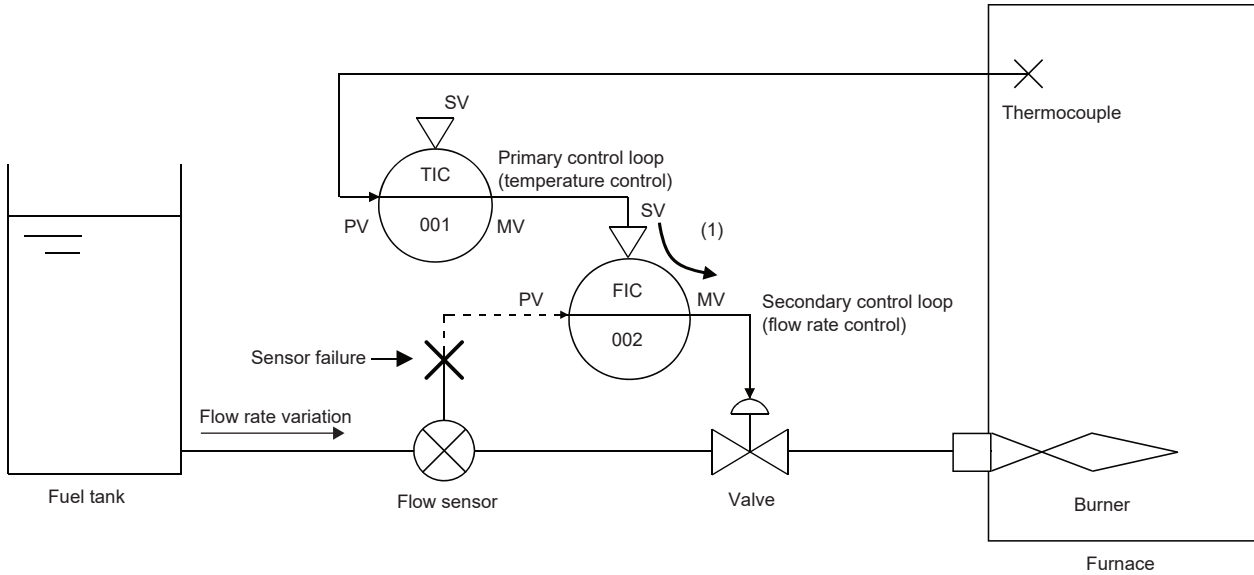 Thermocouple
SV
TIC
001
PV
MV
Primary control loop
(temperature control)
SV
(1)
FIC
002
PV
MV
Secondary control loop
(flow rate control)
Sensor failure
Flow rate variation
Fuel tank
Flow sensor
Valve
Burner
Furnace